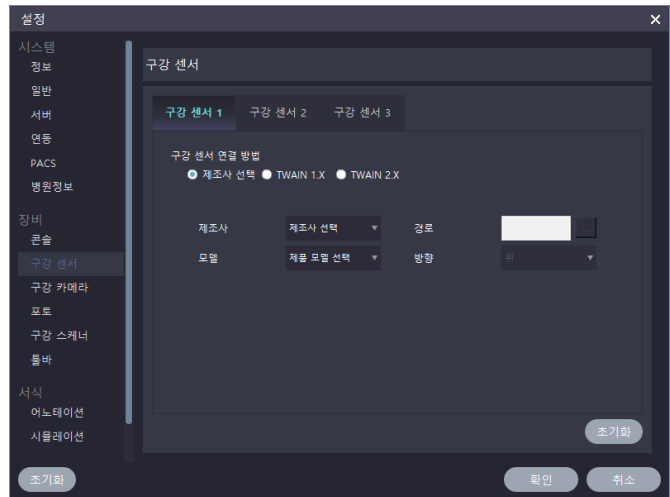 설정
시스템
정보
일반
서버
연동
PACS
병원정보
장비
콘솔
구강 센서
구강 카메라
포토
구강 스케너
툴바
서식
어노테이션
시뮬레이션
초기화
구강 센서
구강 센서 1 구강 센서 2 구강 센서 3
구강 센서 연결 방법
제조사 선택 TWAIN 1.X TWAIN 2.X
제조사 제조사 선택 경로 ...
모델 제품 모델 선택 방향 위
초기화
확인 취소